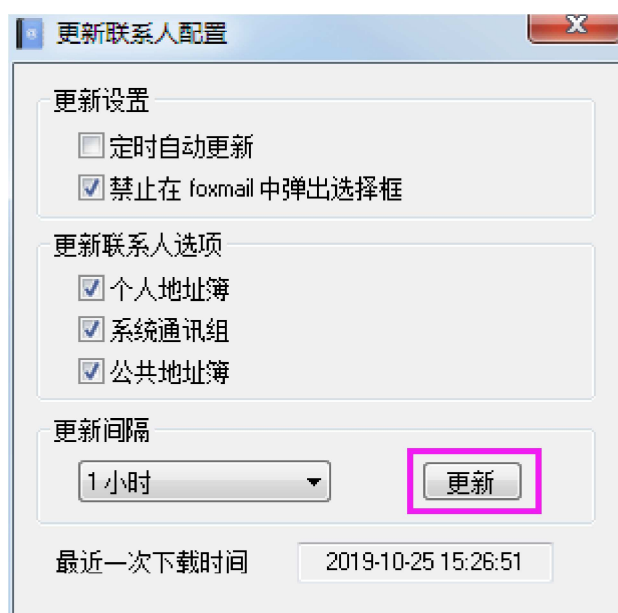 更新联系人配置
更新设置
定时自动更新
禁止在 foxmail 中弹出选择框
更新联系人选项
个人地址簿
系统通讯组
公共地址簿
更新间隔
1 小时
更新
最近一次下载时间 2019-10-25 15:26:51